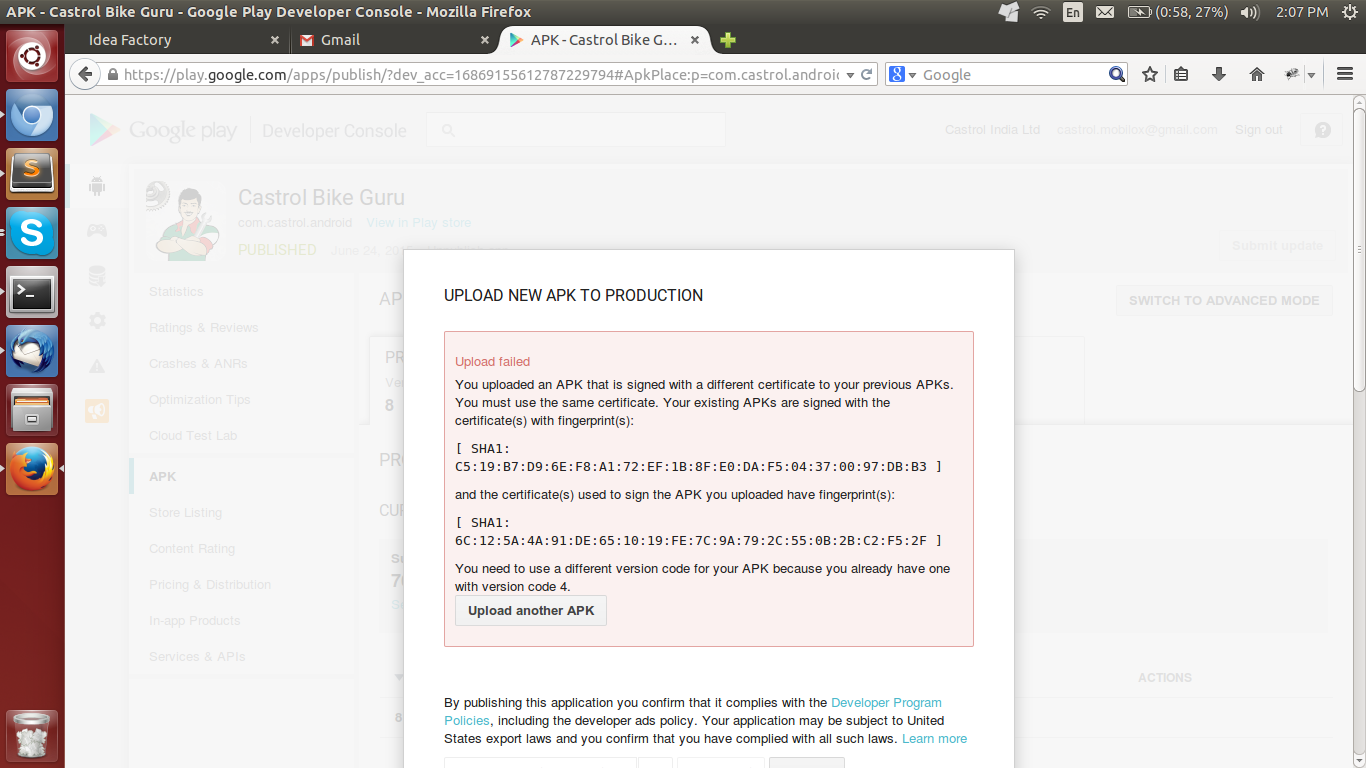 APK - Castrol Bike Guru - Google Play Developer Console - Mozilla Firefox
En
(0:58, 27%)
2:07 PM
Idea Factory
Gmail
APK - Castrol Bike G...
https://play.google.com/apps/publish/?dev_acc=16869155612787229794#ApkPlace:p=com.castrol.androi
Google
Google play
Developer Console
Castrol India Ltd
castrol.mobilox@gmail.com
Sign out
Castrol Bike Guru
com.castrol.android
View in Play store
PUBLISHED
June 24,
Submit update
Statistics
Ratings & Reviews
Crashes & ANRs
Optimization Tips
Cloud Test Lab
APK
Store Listing
Content Rating
Pricing & Distribution
In-app Products
Services & APIs
AP
SWITCH TO ADVANCED MODE
PR
Ve
8
PR
CU
ACTIONS
8
UPLOAD NEW APK TO PRODUCTION
Upload failed
You uploaded an APK that is signed with a different certificate to your previous APKs.
You must use the same certificate. Your existing APKs are signed with the
certificate(s) with fingerprint(s):
[ SHA1:
C5:19:B7:D9:6E:F8:A1:72:EF:1B:8F:E0:DA:F5:04:37:00:97:DB:B3 ]
and the certificate(s) used to sign the APK you uploaded have fingerprint(s):
[ SHA1:
6C:12:5A:4A:91:DE:65:10:19:FE:7C:9A:79:2C:55:0B:2B:C2:F5:2F ]
You need to use a different version code for your APK because you already have one
with version code 4.
Upload another APK
By publishing this application you confirm that it complies with the Developer Program
Policies, including the developer ads policy. Your application may be subject to United
States export laws and you confirm that you have complied with all such laws. Learn more